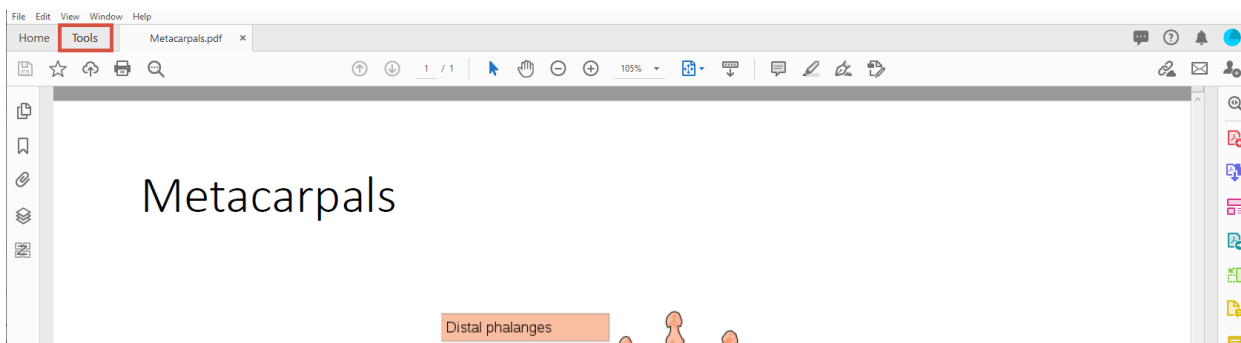 File Edit View Window Help
Home Tools Metacarpals.pdf ×
1 / 1 105%
Metacarpals
Distal phalanges